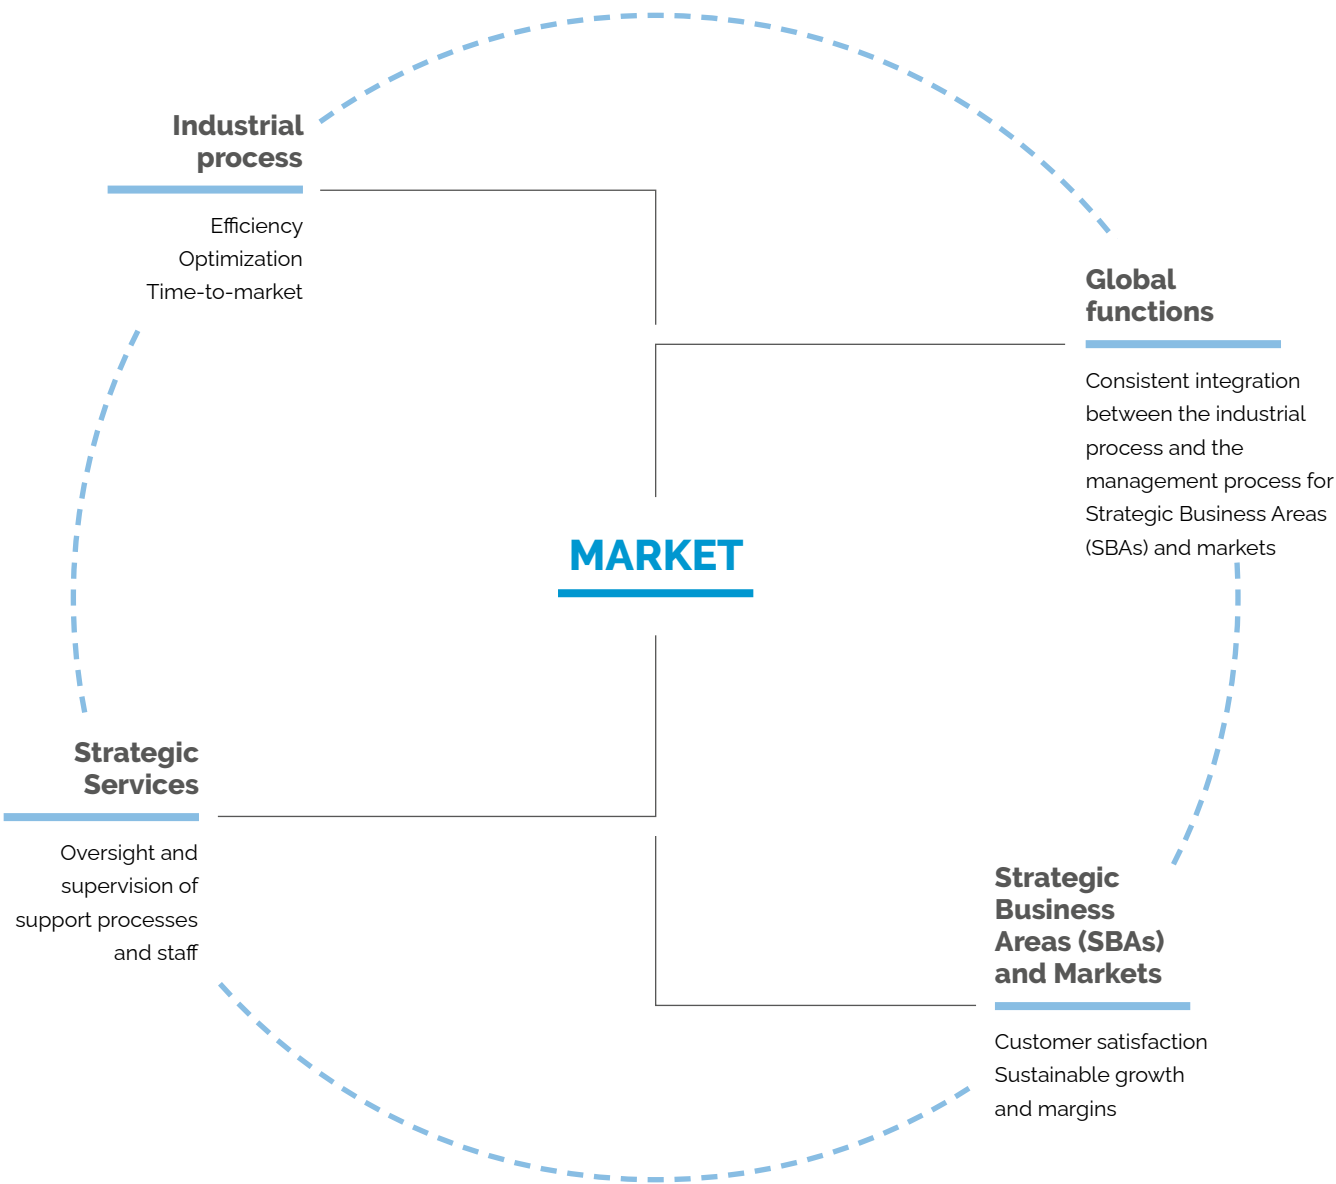 Industrial
process
Efficiency
Optimization
Time-to-market
Global
functions
Consistent integration
between the industrial
process and the
management process for
Strategic Business Areas
(SBAs) and markets
MARKET
Strategic
Services
Oversight and
supervision of
support processes
and staff
Strategic
Business
Areas (SBAs)
and Markets
Customer satisfaction
Sustainable growth
and margins